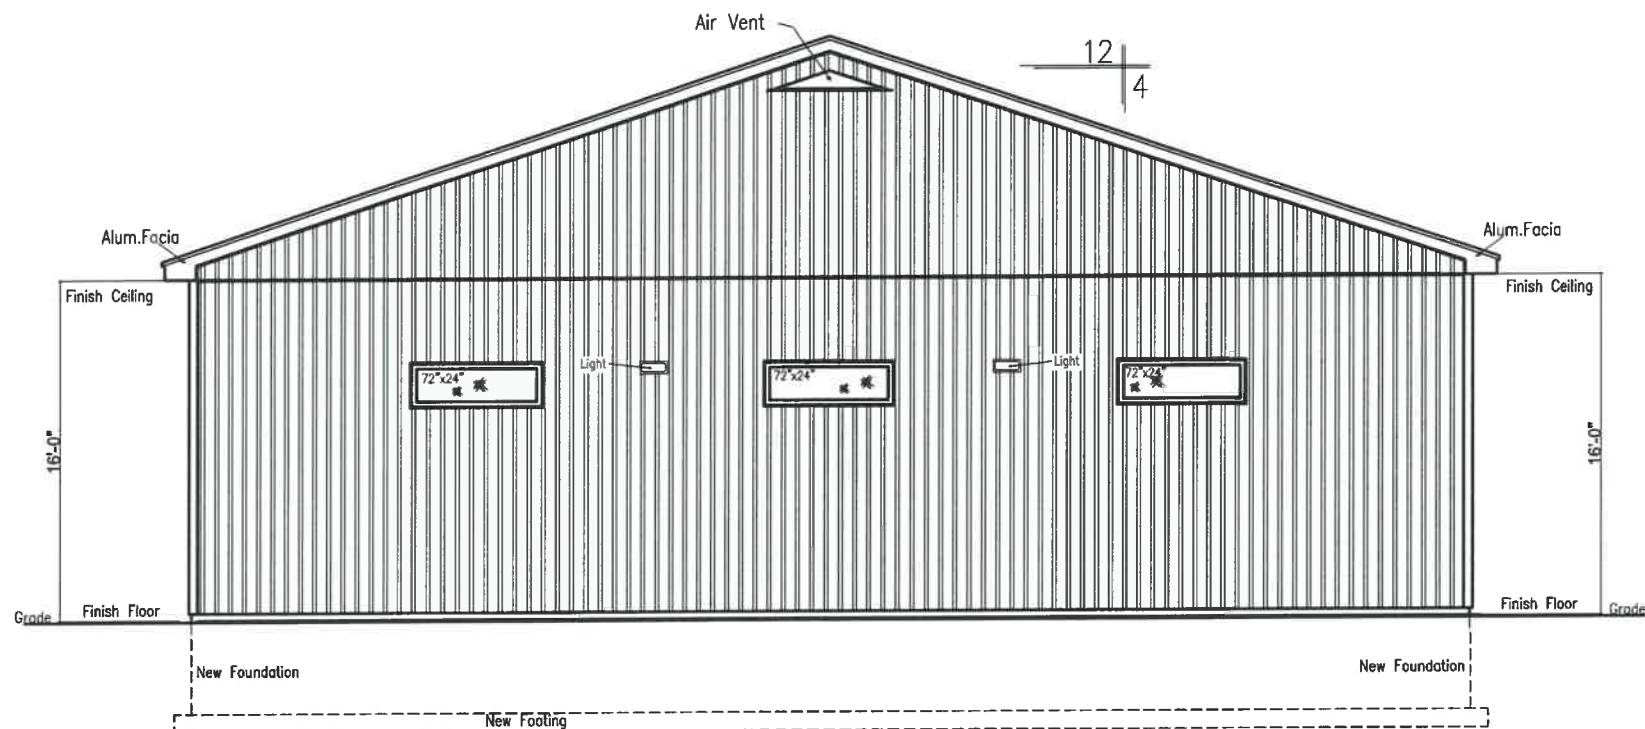 Air Vent
12
4
Alum.Facia
Alum.Facia
Finish Ceiling
Finish Ceiling
Light
Light
72"x24"
72"x24"
72"x24"
16'-0"
16'-0"
Grade
Finish Floor
Finish Floor
Grade
New Foundation
New Foundation
New Footing